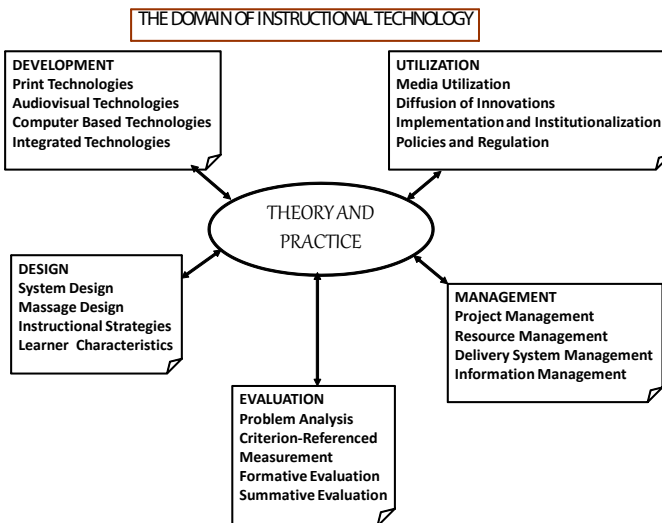 THE DOMAIN OF INSTRUCTIONAL TECHNOLOGY
DEVELOPMENT
Print Technologies
Audiovisual Technologies
Computer Based Technologies
Integrated Technologies
UTILIZATION
Media Utilization
Diffusion of Innovations
Implementation and Institutionalization
Policies and Regulation
THEORY AND
PRACTICE
DESIGN
System Design
Massage Design
Instructional Strategies
Learner Characteristics
MANAGEMENT
Project Management
Resource Management
Delivery System Management
Information Management
EVALUATION
Problem Analysis
Criterion-Referenced
Measurement
Formative Evaluation
Summative Evaluation